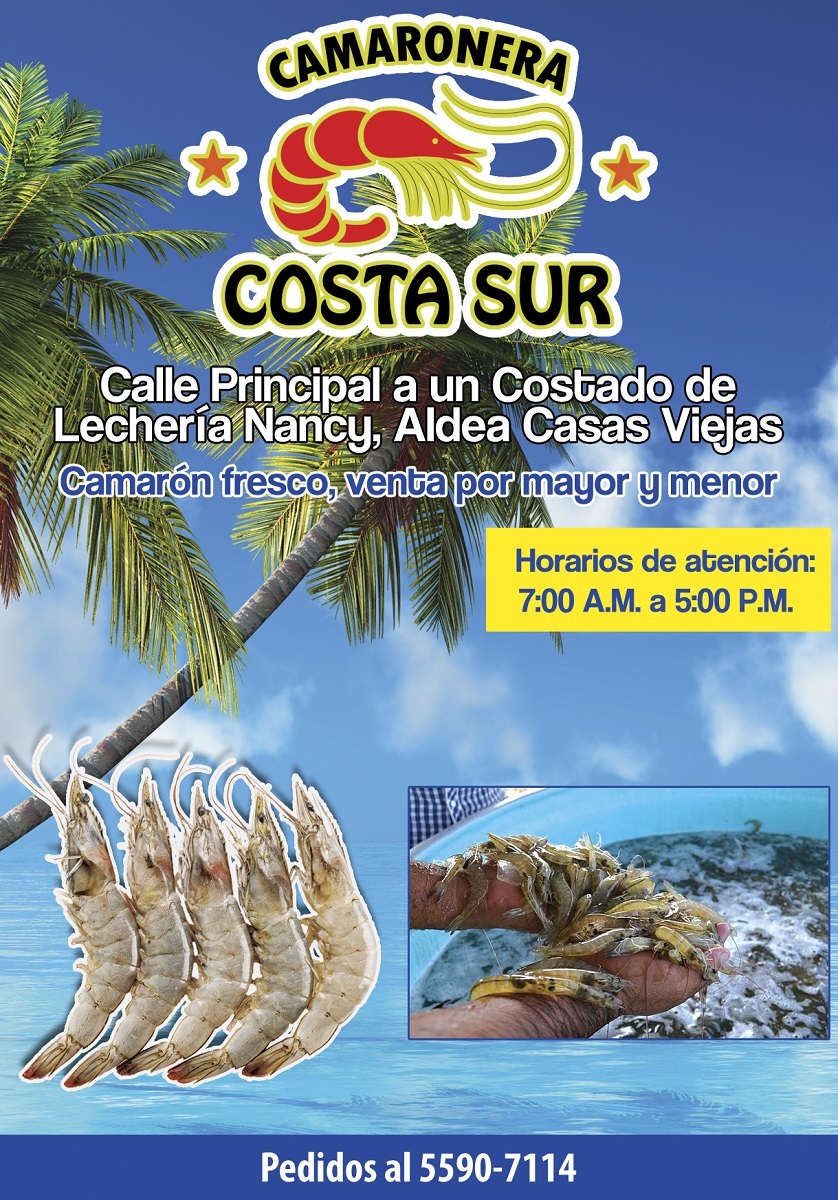 CAMARONERA
COSTA SUR
Calle Principal a un Costado de
Lechería Nancy, Aldea Casas Viejas
Camarón fresco, venta por mayor y menor
Horarios de atención:
7:00 A.M. a 5:00 P.M.
Pedidos al 5590-7114